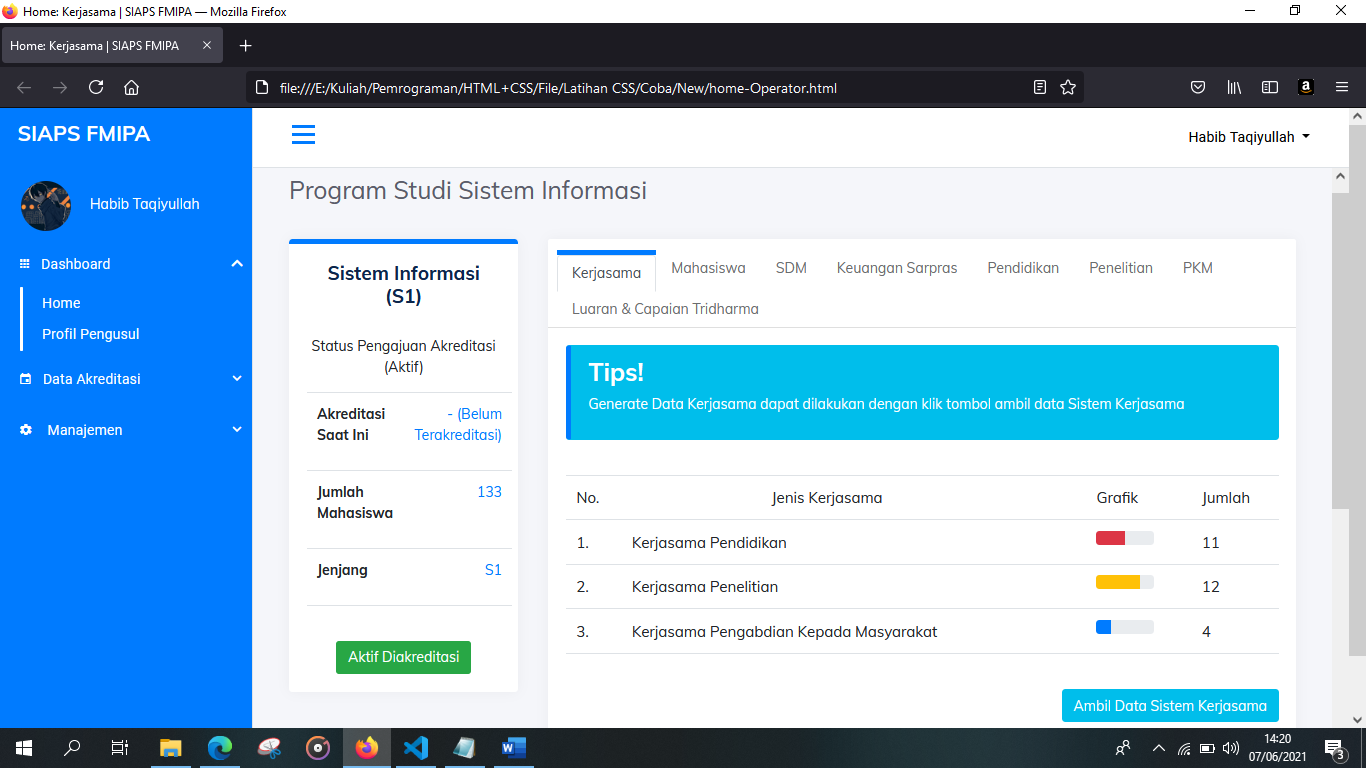 Home: Kerjasama | SIAPS FMIPA — Mozilla Firefox
Home: Kerjasama | SIAPS FMIPA
file:///E:/Kuliah/Pemrograman/HTML+CSS/File/Latihan CSS/Coba/New/home-Operator.html
SIAPS FMIPA
Habib Taqiyullah
Habib Taqiyullah
Dashboard
Home
Profil Pengusul
Data Akreditasi
Manajemen
Program Studi Sistem Informasi
Sistem Informasi
(S1)
Status Pengajuan Akreditasi
(Aktif)
Akreditasi - (Belum
Saat Ini Terakreditasi)
Jumlah 133
Mahasiswa
Jenjang S1
Aktif Diakreditasi
Kerjasama Mahasiswa SDM Keuangan Sarpras Pendidikan Penelitian PKM
Luaran & Capaian Tridharma
Tips!
Generate Data Kerjasama dapat dilakukan dengan klik tombol ambil data Sistem Kerjasama
No. Jenis Kerjasama Grafik Jumlah
1. Kerjasama Pendidikan 11
2. Kerjasama Penelitian 12
3. Kerjasama Pengabdian Kepada Masyarakat 4
Ambil Data Sistem Kerjasama
14:20
07/06/2021
3